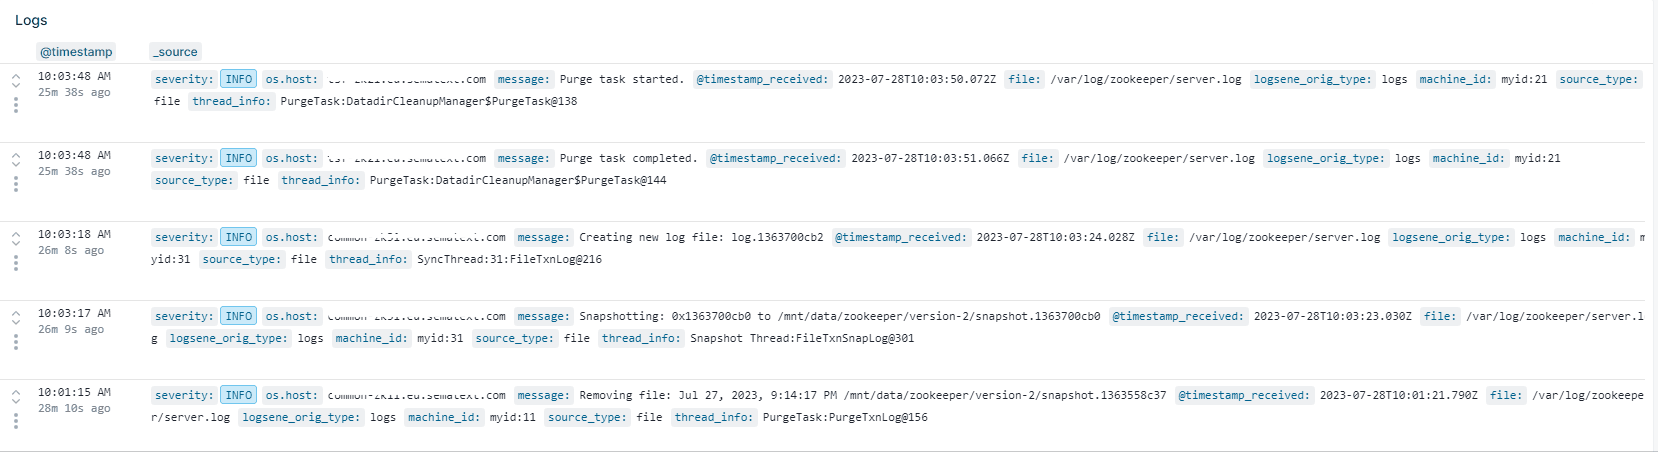 Logs
@timestamp _source
10:03:48 AM severity: INFO os.host: .com message: Purge task started. @timestamp_received: 2023-07-28T10:03:50.072Z file: /var/log/zookeeper/server.log logsene_orig_type: logs machine_id: myid:21 source_type:
25m 38s ago
file thread_info: PurgeTask:DatadirCleanupManager$PurgeTask@138
10:03:48 AM severity: INFO os.host: .com message: Purge task completed. @timestamp_received: 2023-07-28T10:03:51.066Z file: /var/log/zookeeper/server.log logsene_orig_type: logs machine_id: myid:21
25m 38s ago
source_type: file thread_info: PurgeTask:DatadirCleanupManager$PurgeTask@144
10:03:18 AM severity: INFO os.host: .com message: Creating new log file: log.1363700cb2 @timestamp_received: 2023-07-28T10:03:24.028Z file: /var/log/zookeeper/server.log logsene_orig_type: logs machine_id: m
26m 8s ago
yid:31 source_type: file thread_info: SyncThread:31:FileTxnLog@216
10:03:17 AM severity: INFO os.host: .com message: Snapshotting: 0x1363700cb0 to /mnt/data/zookeeper/version-2/snapshot.1363700cb0 @timestamp_received: 2023-07-28T10:03:23.030Z file: /var/log/zookeeper/server.lo
26m 9s ago
g logsene_orig_type: logs machine_id: myid:31 source_type: file thread_info: Snapshot Thread:FileTxnSnapLog@301
10:01:15 AM severity: INFO os.host: .com message: Removing file: Jul 27, 2023, 9:14:17 PM /mnt/data/zookeeper/version-2/snapshot.1363558c37 @timestamp_received: 2023-07-28T10:01:21.790Z file: /var/log/zookeepe
28m 10s ago
r/server.log logsene_orig_type: logs machine_id: myid:11 source_type: file thread_info: PurgeTask:PurgeTxnLog@156